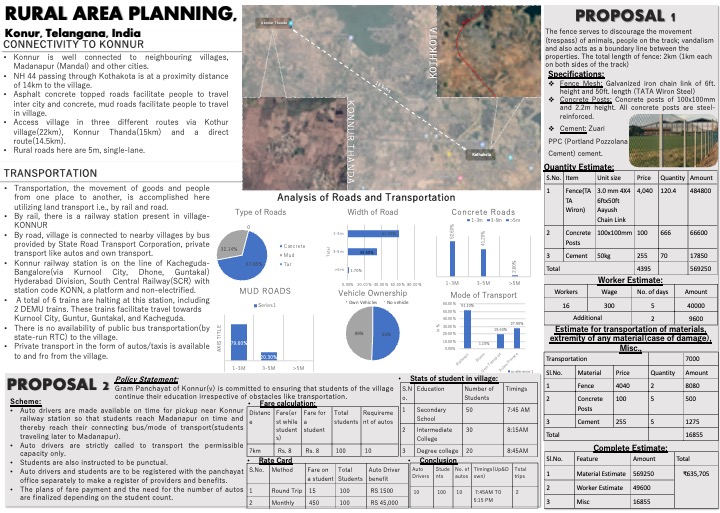 RURAL AREA PLANNING,
Konur, Telangana, India
CONNECTIVITY TO KONNUR
• Konnur is well connected to neighbouring villages, Madanapur (Mandal) and other cities.
• NH 44 passing through Kothakota is at a proximity distance of 14km to the village.
• Asphalt concrete topped roads facilitate people to travel inter city and concrete, mud roads facilitate people to travel in village.
• Access village in three different routes via Kothur village(22km), Konnur Thanda(15km) and a direct route(14.5km).
• Rural roads here are 5m, single-lane.
TRANSPORTATION
• Transportation, the movement of goods and people from one place to another, is accomplished here utilizing land transport i.e., by rail and road.
• By rail, there is a railway station present in village-KONNUR
• By road, village is connected to nearby villages by bus provided by State Road Transport Corporation, private transport like autos and own transport.
• Konnur railway station is on the line of Kacheguda-Bangalore(via Kurnool City, Dhone, Guntakal) Hyderabad Division, South Central Railway(SCR) with station code KONN, a platform and non-electrified.
• A total of 6 trains are halting at this station, including 2 DEMU trains. These trains facilitate travel towards Kurnool City, Guntur, Guntakal, and Kacheguda.
• There is no availability of public bus transportation(by state-run RTC) to the village.
• Private transport in the form of autos/taxis is available to and fro from the village.
Konnur Thanda
KOTHKOTA
KONNUR THANDA
Kothakota
Analysis of Roads and Transportation
Type of Roads
0
32.14%
Concrete
Mud
Tar
Width of Road
Concrete Roads
1-3m 3-5m >5m
1-3M 3-5M >5M
MUD ROADS
Series1
AXIS TITLE
79.60%
20.30%
1-3M 3-5M
Vehicle Ownership
Own Vehicles No vehicle
Mode of Transport
PROPOSAL 1
The fence serves to discourage the movement (trespass) of animals, people on the track; vandalism and also acts as a boundary line between the properties. The total length of fence: 2km (1km each on both sides of the track)
Specifications:
❖ Fence Mesh: Galvanized iron chain link of 6ft. height and 50ft. length (TATA Wiron Steel)
❖ Concrete Posts: Concrete posts of 100x100mm and 2.2m height. All concrete posts are steel-reinforced.
❖ Cement: Zuari
PPC (Portland Pozzolana Cement) cement.
Quantity Estimate:
S.No. Item Unit size Price Quantity Amount
1 Fence(TATA Wiron) 3.0 mm 4X4 6ftx50ft Aayush Chain Link 4,040 120.4 484800
2 Concrete Posts 100x100mm 100 666 66600
3 Cement 50kg 255 70 17850
Total 4395 569250
Worker Estimate:
Workers Wage No. of days Amount
16 300 5 40000
Additional 2 9600
Estimate for transportation of materials, extremity of any material(case of damage), Misc.,
Transportation 7000
S.No. Material Price Quantity Amount
1 Fence 4040 2 8080
2 Concrete Posts 100 5 500
3 Cement 255 5 1275
Total 16855
Complete Estimate:
S.No. Feature Amount Total
1 Material Estimate 569250 ₹635,705
2 Worker Estimate 49600
3 Misc 16855
PROPOSAL 2
Policy Statement:
Gram Panchayat of Konnur(v) is committed to ensuring that students of the village continue their education irrespective of obstacles like transportation.
Scheme:
• Auto drivers are made available on time for pickup near Konnur railway station so that students reach Madanapur on time and thereby reach their connecting bus/mode of transport(students traveling later to Madanapur).
• Auto drivers are strictly called to transport the permissible capacity only.
• Students are also instructed to be punctual.
• Auto drivers and students are to be registered with the panchayat office separately to make a register of providers and benefits.
• The plans of fare payment and the need for the number of autos are finalized depending on the student count.
• Fare calculation:
Distance Fare(erst while students) Fare for a student Total students Requirement of autos
7km Rs. 8 Rs. 8 100 10
• Rate Card
S.No. Method Fare on a student Total Students Auto Driver benefit
1 Round Trip 15 100 RS 1500
2 Monthly 450 100 RS 45,000
• Stats of student in village:
S.No. Education Number of Students Timings
1 Secondary School 50 7:45 AM
2 Intermediate College 30 8:15AM
3 Degree college 20 8:45AM
• Conclusion
Auto Drivers Students No. of autos Timings(Up&Down) Total trips
10 100 10 7:45AM TO 5:15 PM 2